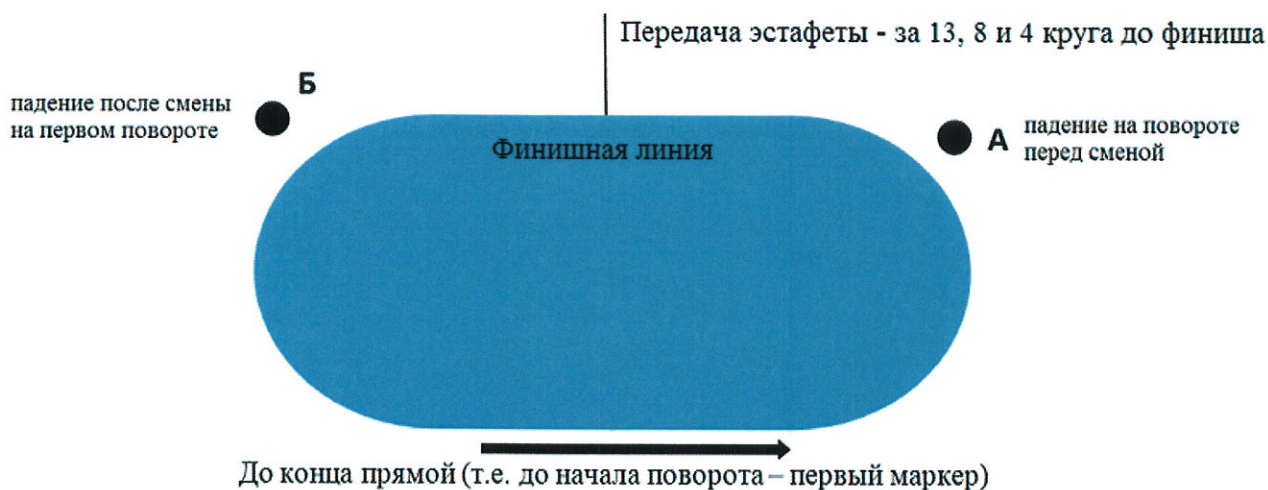 Передача эстафеты - за 13, 8 и 4 круга до финиша
Б
падение после смены
на первом повороте
А
падение на повороте
перед сменой
Финишная линия
До конца прямой (т.е. до начала поворота – первый маркер)